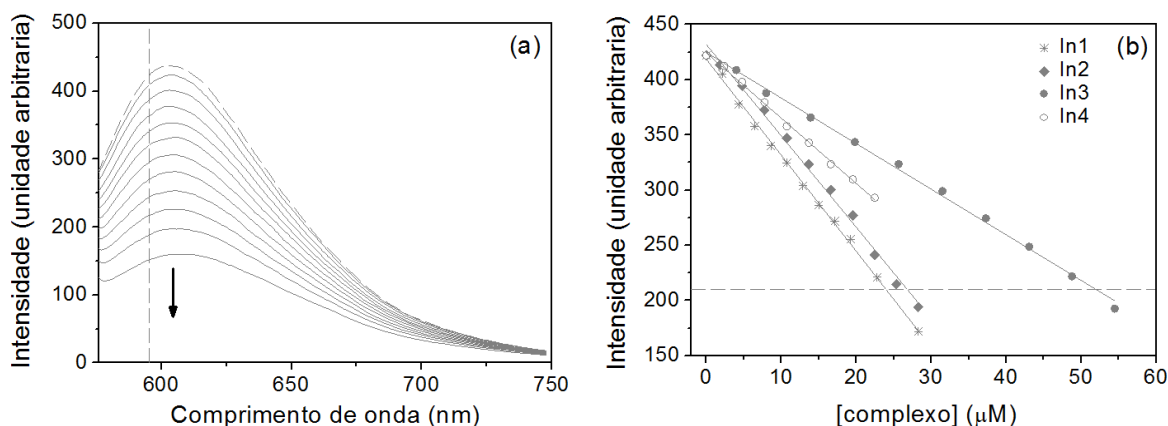 (a)
500
400
300
200
100
0
Intensidade (unidade arbitraria)
600
650
700
750
Comprimento de onda (nm)
(b)
In1
In2
In3
In4
450
400
350
300
250
200
150
Intensidade (unidade arbitraria)
0
10
20
30
40
50
60
[complexo] (μM)